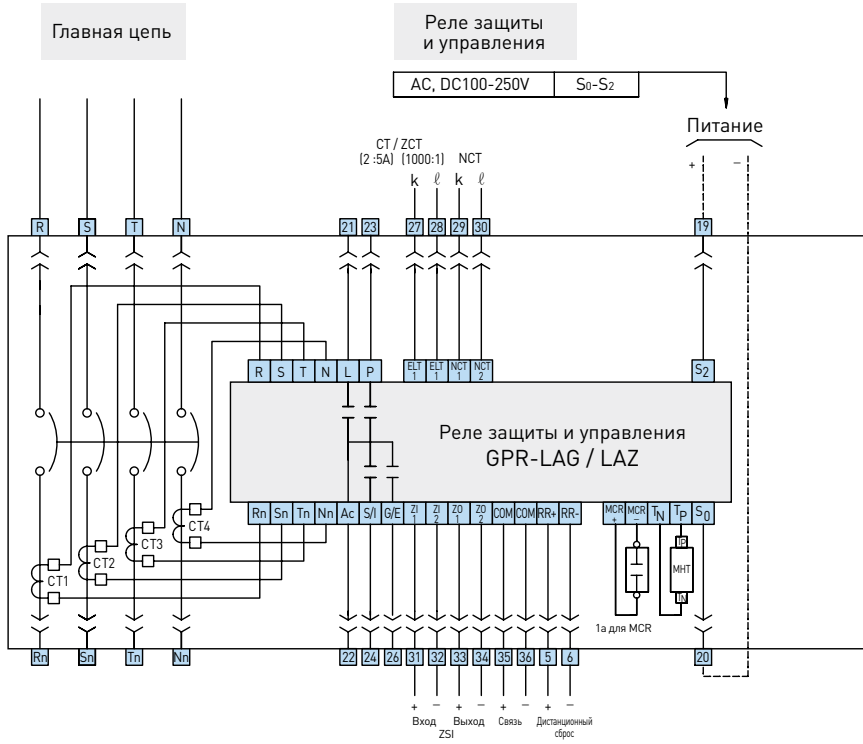 Главная цепь
Реле защиты
и управления
AC, DC100-250V S0-S2
Питание
+ −
CT / ZCT
(2 :5A) (1000:1) NCT
k ℓ k ℓ
R S T N 21 23 27 28 29 30 19
R S T N L P ELT 1 ELT 1 NCT 1 NCT 2 S2
Реле защиты и управления
GPR-LAG / LAZ
Rn Sn Tn Nn Ac S/I G/E ZI 1 ZI 2 ZO 1 ZO 2 COM COM RR+ RR- MCR + MCR − TN TP S0
CT1 CT2 CT3 CT4
1P
МНТ
1N
1a для MCR
Rn Sn Tn Nn 22 24 26 31 32 33 34 35 36 5 6 20
+ − + − + − + −
Вход Выход Связь Дистанционный
ZSI сброс